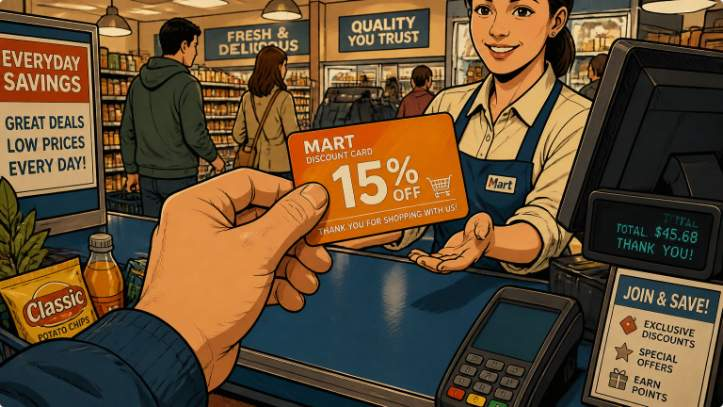 EVERYDAY
SAVINGS
GREAT DEALS
LOW PRICES
EVERY DAY!
FRESH &
DELICIOUS
QUALITY
YOU TRUST
MART
DISCOUNT CARD
15%
OFF
THANK YOU FOR SHOPPING WITH US!
Mart
TOTAL
TOTAL $45.68
THANK YOU!
Classic
POTATO CHIPS
JOIN & SAVE!
EXCLUSIVE
DISCOUNTS
SPECIAL
OFFERS
EARN
POINTS